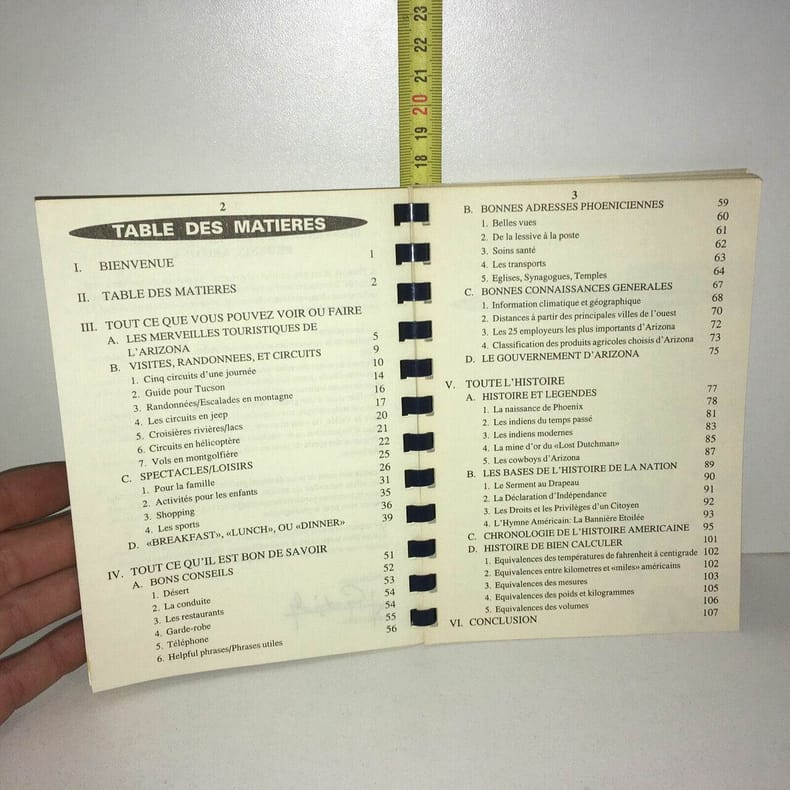 23
22
21
20
19
18
2
TABLE DES MATIERES
I. BIENVENUE 1
II. TABLE DES MATIERES 2
III. TOUT CE QUE VOUS POUVEZ VOIR OU FAIRE
A. LES MERVEILLES TOURISTIQUES DE
L'ARIZONA 5
B. VISITES, RANDONNEES, ET CIRCUITS 9
1. Cinq circuits d'une journée 10
2. Guide pour Tucson 14
3. Randonnées/Escalades en montagne 16
4. Les circuits en jeep 17
5. Croisières rivières/lacs 20
6. Circuits en hélicoptère 21
7. Vols en montgolfière 22
C. SPECTACLES/LOISIRS 25
1. Pour la famille 26
2. Activités pour les enfants 31
3. Shopping 35
4. Les sports 36
D. «BREAKFAST», «LUNCH», OU «DINNER» 39
IV. TOUT CE QU'IL EST BON DE SAVOIR
A. BONS CONSEILS 51
1. Désert 52
2. La conduite 53
3. Les restaurants 54
4. Garde-robe 54
5. Téléphone 55
6. Helpful phrases/Phrases utiles 56
3
B. BONNES ADRESSES PHOENICIENNES 59
1. Belles vues 60
2. De la lessive à la poste 61
3. Soins santé 62
4. Les transports 63
5. Eglises, Synagogues, Temples 64
C. BONNES CONNAISSANCES GENERALES 67
1. Information climatique et géographique 68
2. Distances à partir des principales villes de l'ouest 70
3. Les 25 employeurs les plus importants d'Arizona 72
4. Classification des produits agricoles choisis d'Arizona 73
D. LE GOUVERNEMENT D'ARIZONA 75
V. TOUTE L'HISTOIRE
A. HISTOIRE ET LEGENDES 77
1. La naissance de Phoenix 78
2. Les indiens du temps passé 81
3. Les indiens modernes 83
4. La mine d'or du «Lost Dutchman» 85
5. Les cowboys d'Arizona 87
B. LES BASES DE L'HISTOIRE DE LA NATION 89
1. Le Serment au Drapeau 90
2. La Déclaration d'Indépendance 91
3. Les Droits et les Privilèges d'un Citoyen 92
4. L'Hymne Américain: La Bannière Etoilée 93
C. CHRONOLOGIE DE L'HISTOIRE AMERICAINE 95
D. HISTOIRE DE BIEN CALCULER 101
1. Equivalences des températures de fahrenheit à centigrade 102
2. Equivalences entre kilometres et «miles» américains 102
3. Equivalences des mesures 103
4. Equivalences des poids et kilogrammes 105
5. Equivalences des volumes 106
VI. CONCLUSION 107